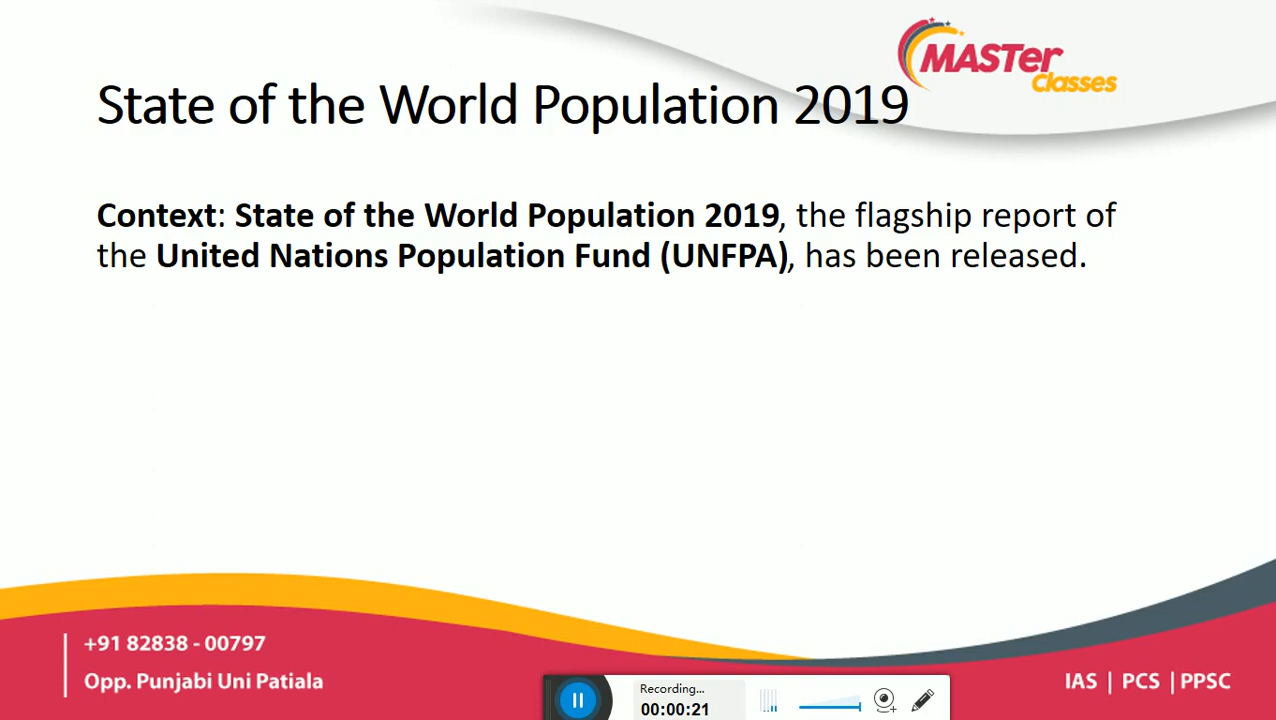 MASTer
Classes
State of the World Population 2019
Context: State of the World Population 2019, the flagship report of
the United Nations Population Fund (UNFPA), has been released.
+91 82838 - 00797
Opp. Punjabi Uni Patiala
Recording...
00:00:21
IAS | PCS | PPSC